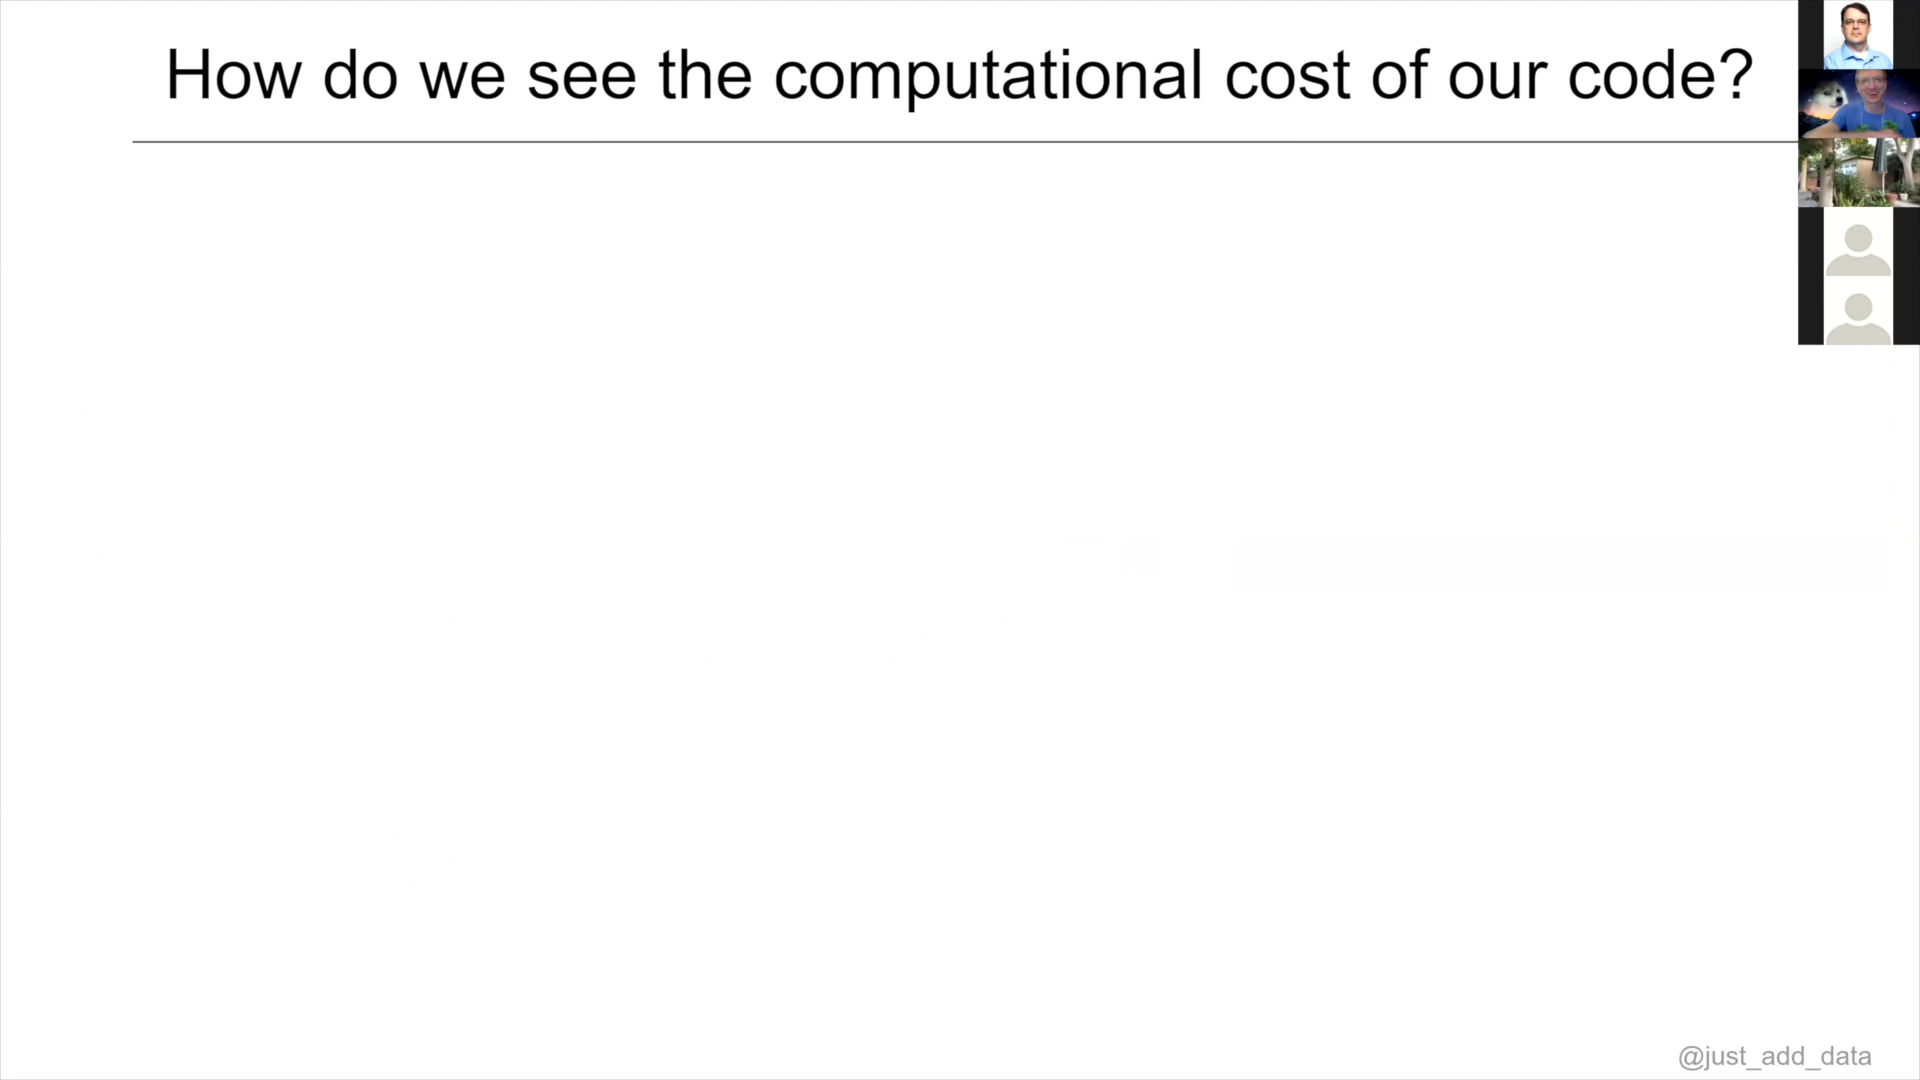 How do we see the computational cost of our code?
@just_add_data